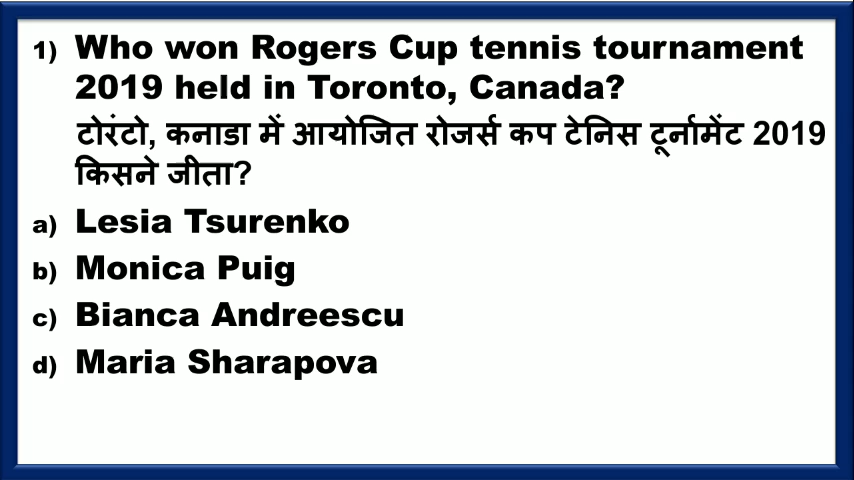 1) Who won Rogers Cup tennis tournament
2019 held in Toronto, Canada?
टोरंटो, कनाडा में आयोजित रोजर्स कप टेनिस टूर्नामेंट 2019
किसने जीता?
a) Lesia Tsurenko
b) Monica Puig
c) Bianca Andreescu
d) Maria Sharapova